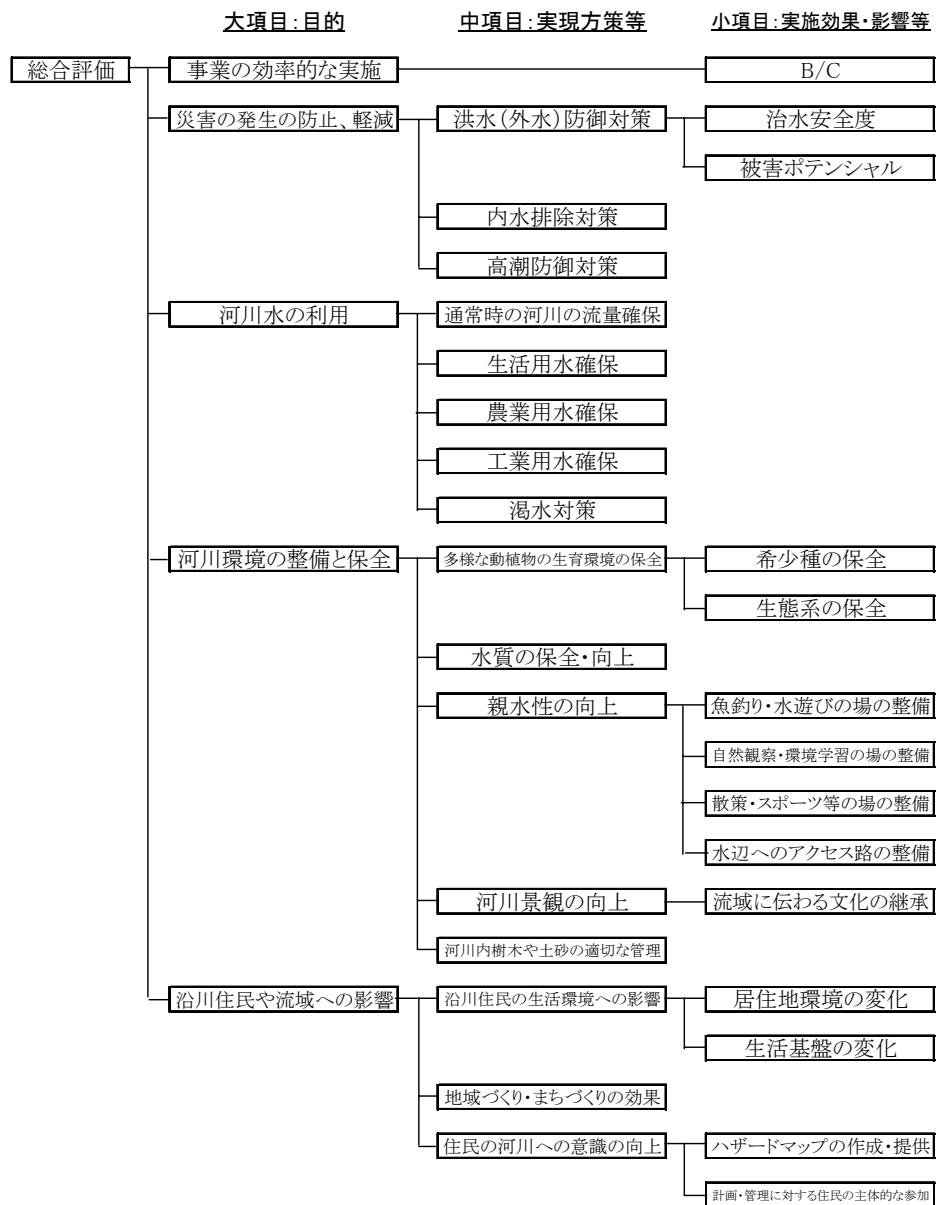 大項目：目的 中項目：実現方策等 小項目：実施効果・影響等
総合評価 事業の効率的な実施 B/C
災害の発生の防止、軽減 洪水（外水）防御対策 治水安全度
被害ポテンシャル
内水排除対策
高潮防御対策
河川水の利用 通常時の河川の流量確保
生活用水確保
農業用水確保
工業用水確保
渇水対策
河川環境の整備と保全 多様な動植物の生育環境の保全 希少種の保全
生態系の保全
水質の保全・向上
親水性の向上 魚釣り・水遊びの場の整備
自然観察・環境学習の場の整備
散策・スポーツ等の場の整備
水辺へのアクセス路の整備
河川景観の向上 流域に伝わる文化の継承
河川内樹木や土砂の適切な管理
沿川住民や流域への影響 沿川住民の生活環境への影響 居住地環境の変化
生活基盤の変化
地域づくり・まちづくりの効果
住民の河川への意識の向上 ハザードマップの作成・提供
計画・管理に対する住民の主体的な参加